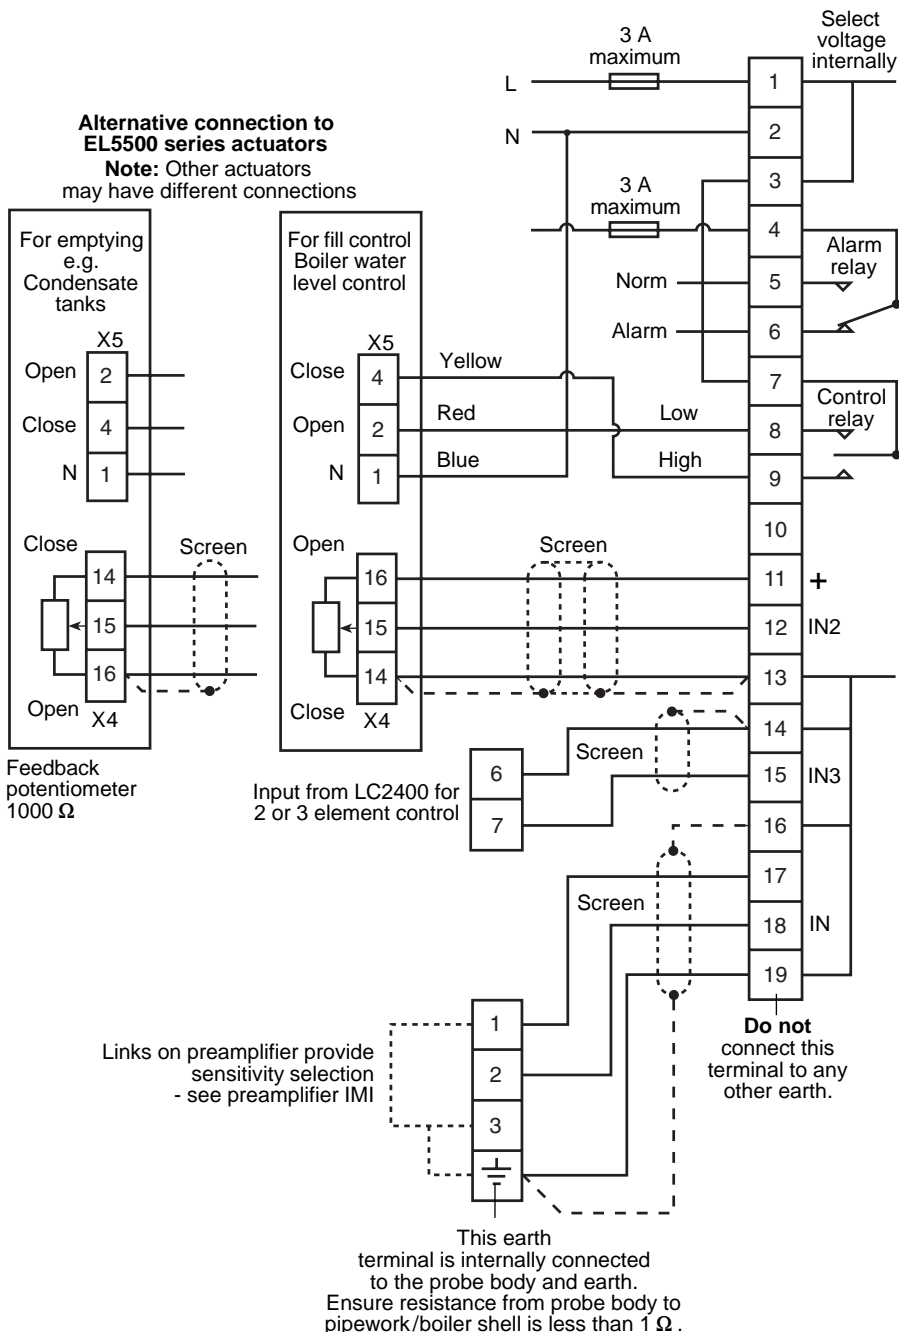 Select
voltage
internally
3 A
maximum
L
1
N
2
3
3 A
maximum
4
Alarm
relay
Norm
5
Alarm
6
7
Control
relay
Low
8
High
9
10
11
+
12
IN2
13
14
15
IN3
16
17
18
IN
19
Do not
connect this
terminal to any
other earth.
Alternative connection to
EL5500 series actuators
Note: Other actuators
may have different connections
For emptying
e.g.
Condensate
tanks
X5
Open
2
Close
4
N
1
Close
Screen
14
15
16
Open
X4
Feedback
potentiometer
1000 Ω
For fill control
Boiler water
level control
X5
Close
4
Yellow
Open
2
Red
N
1
Blue
Open
Screen
16
15
14
Close
X4
Input from LC2400 for
2 or 3 element control
6
7
Screen
Screen
Links on preamplifier provide
sensitivity selection
- see preamplifier IMI
1
2
3
This earth
terminal is internally connected
to the probe body and earth.
Ensure resistance from probe body to
pipework/boiler shell is less than 1 Ω .